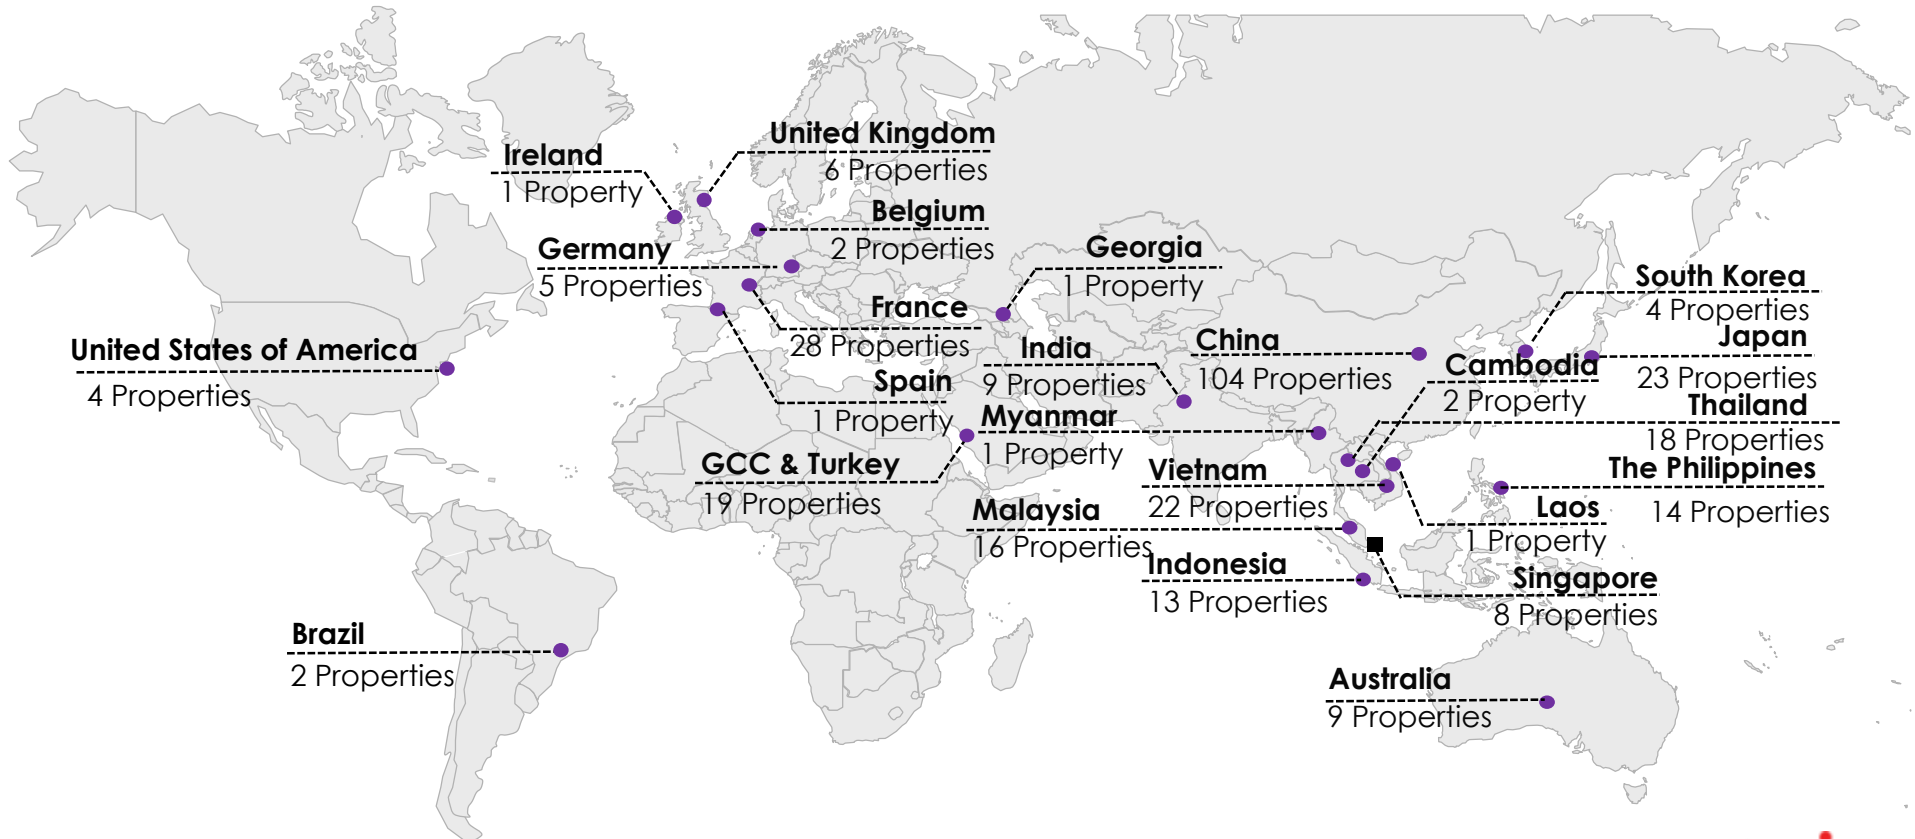 United Kingdom
6 Properties
Ireland
1 Property
Belgium
2 Properties
Germany
5 Properties
Georgia
1 Property
South Korea
4 Properties
France
28 Properties
Japan
23 Properties
United States of America
4 Properties
India
9 Properties
China
104 Properties
Cambodia
2 Property
Spain
1 Property
Myanmar
1 Property
Thailand
18 Properties
GCC & Turkey
19 Properties
Vietnam
22 Properties
The Philippines
14 Properties
Malaysia
16 Properties
Laos
1 Property
Indonesia
13 Properties
Singapore
8 Properties
Brazil
2 Properties
Australia
9 Properties